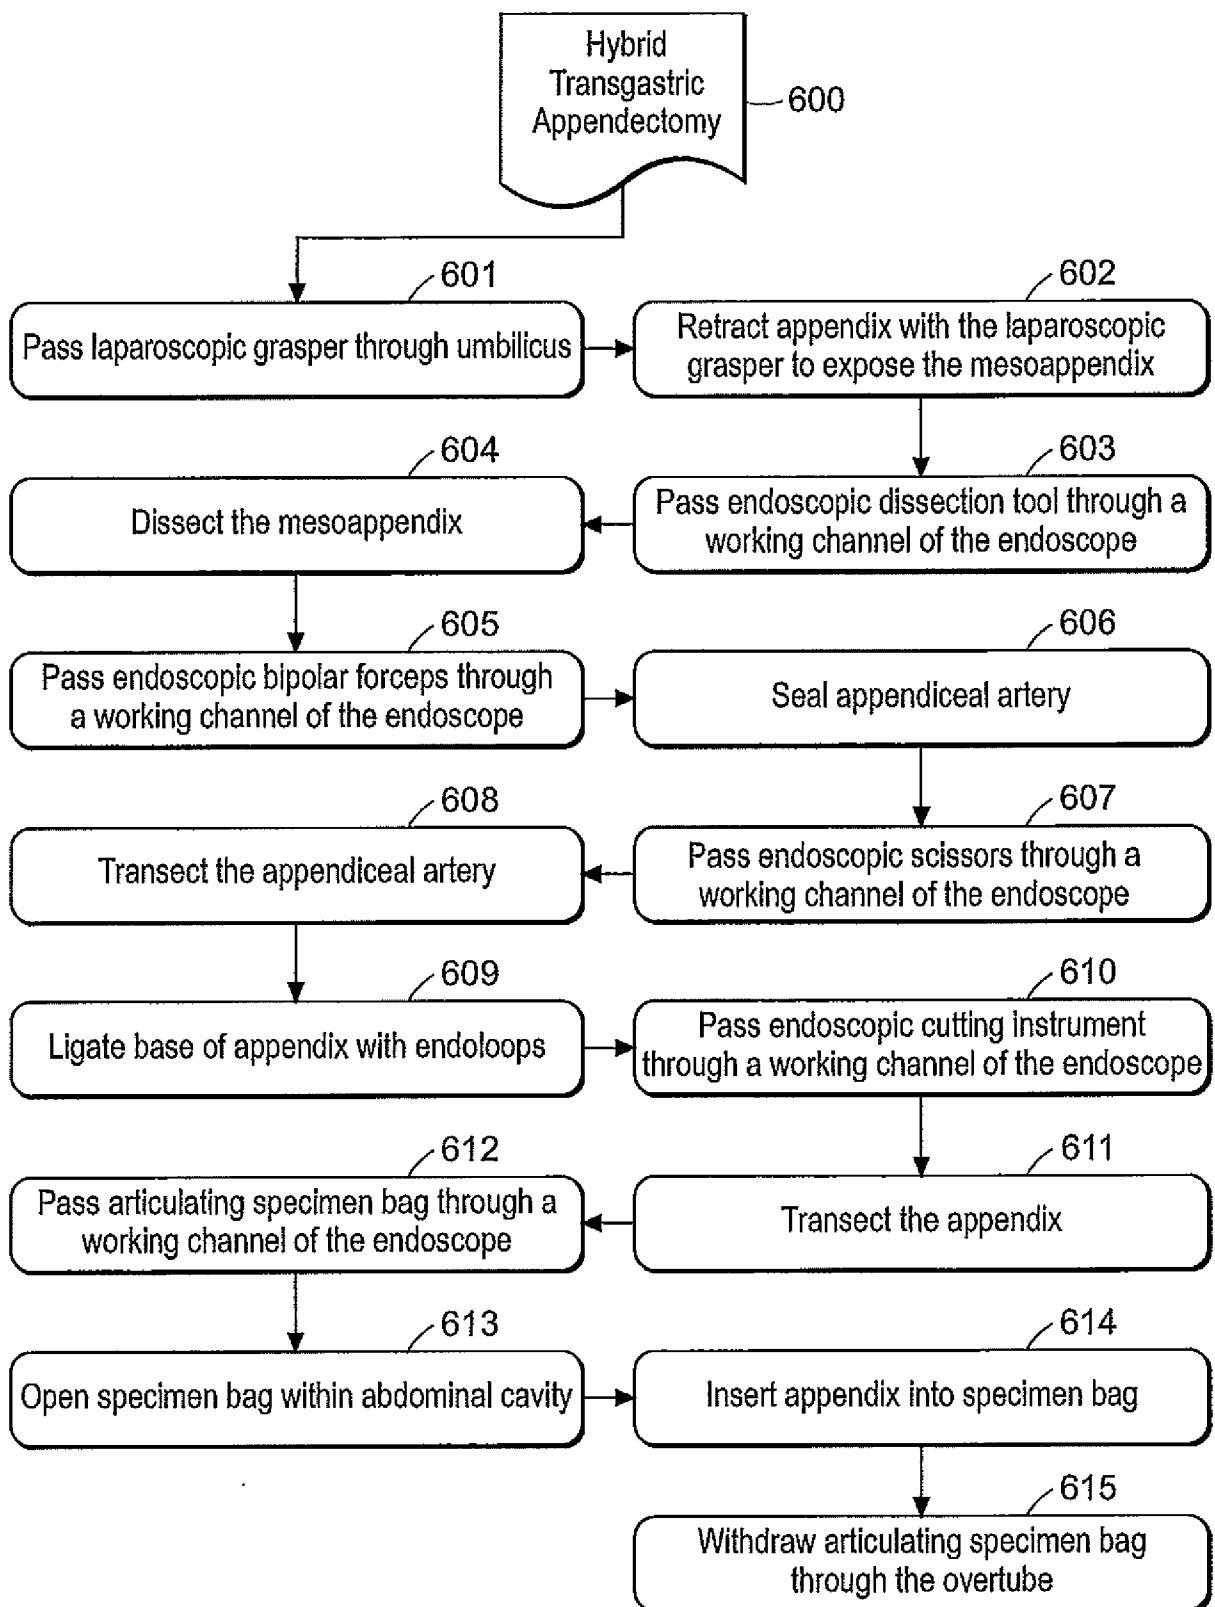 Hybrid
Transgastric
Appendectomy
600
601
Pass laparoscopic grasper through umbilicus
602
Retract appendix with the laparoscopic
grasper to expose the mesoappendix
603
Pass endoscopic dissection tool through a
working channel of the endoscope
604
Dissect the mesoappendix
605
Pass endoscopic bipolar forceps through
a working channel of the endoscope
606
Seal appendiceal artery
607
Pass endoscopic scissors through a
working channel of the endoscope
608
Transect the appendiceal artery
609
Ligate base of appendix with endoloops
610
Pass endoscopic cutting instrument
through a working channel of the endoscope
611
Transect the appendix
612
Pass articulating specimen bag through a
working channel of the endoscope
613
Open specimen bag within abdominal cavity
614
Insert appendix into specimen bag
615
Withdraw articulating specimen bag
through the overtube